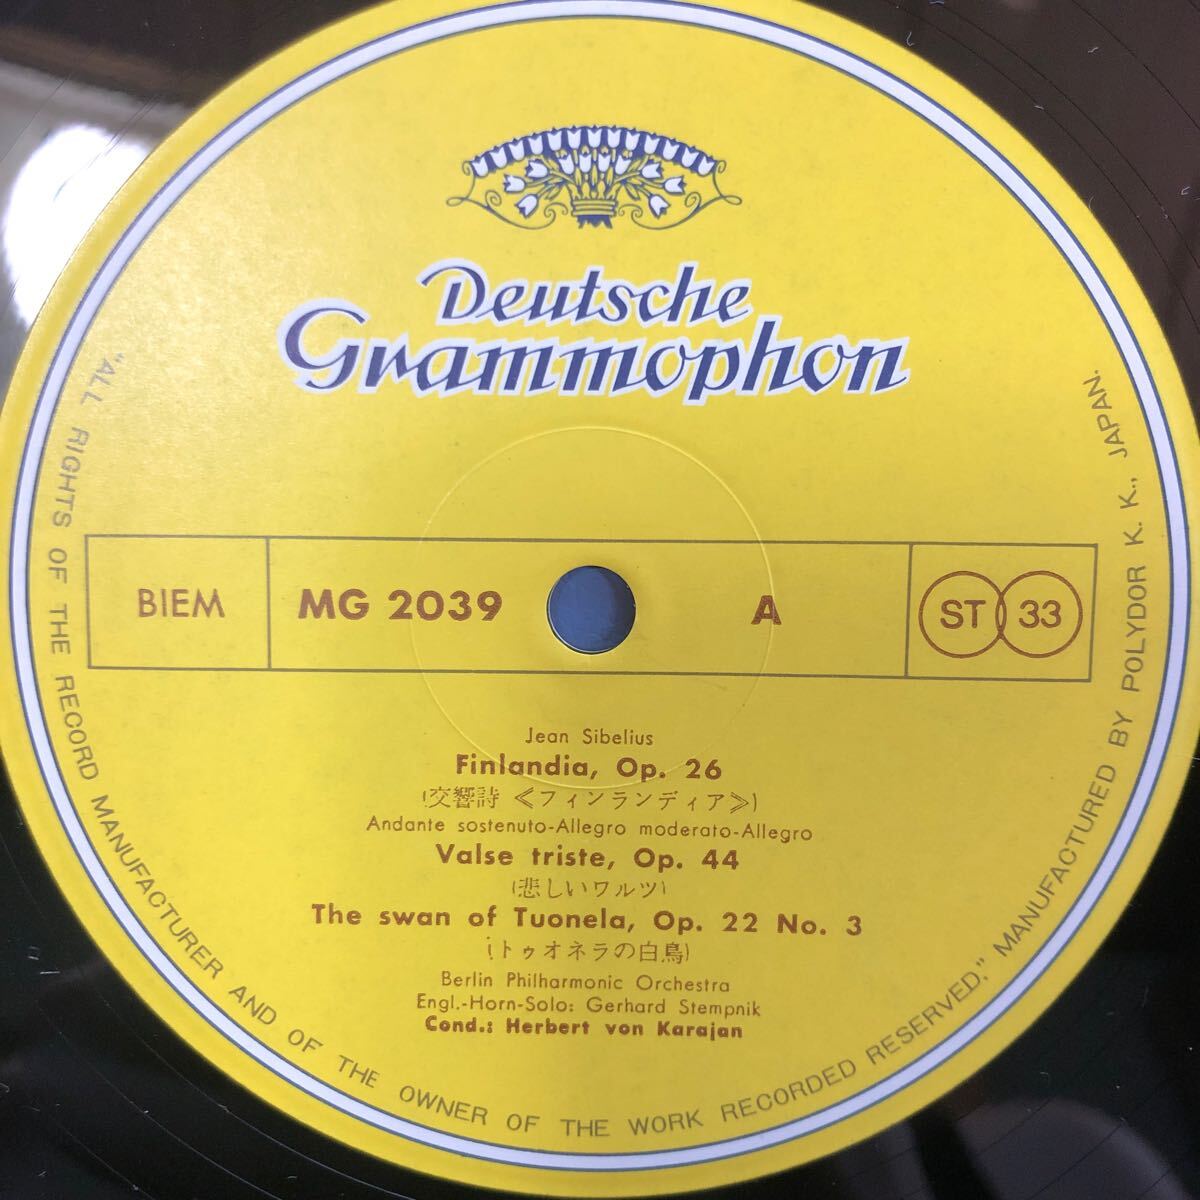 Deutsche
Grammophon
BIEM
MG 2039
A
ST 33
Jean Sibelius
Finlandia, Op. 26
(交響詩 ≪フィンランディア≫)
Andante sostenuto-Allegro moderato-Allegro
Valse triste, Op. 44
(悲しいワルツ)
The swan of Tuonela, Op. 22 No. 3
(トゥオネラの白鳥)
Berlin Philharmonic Orchestra
Engl.-Horn-Solo: Gerhard Stempnik
Cond.: Herbert von Karajan
"ALL RIGHTS OF THE RECORD MANUFACTURER AND OF THE OWNER OF THE WORK RECORDED RESERVED," MANUFACTURED BY POLYDOR K. K., JAPAN.